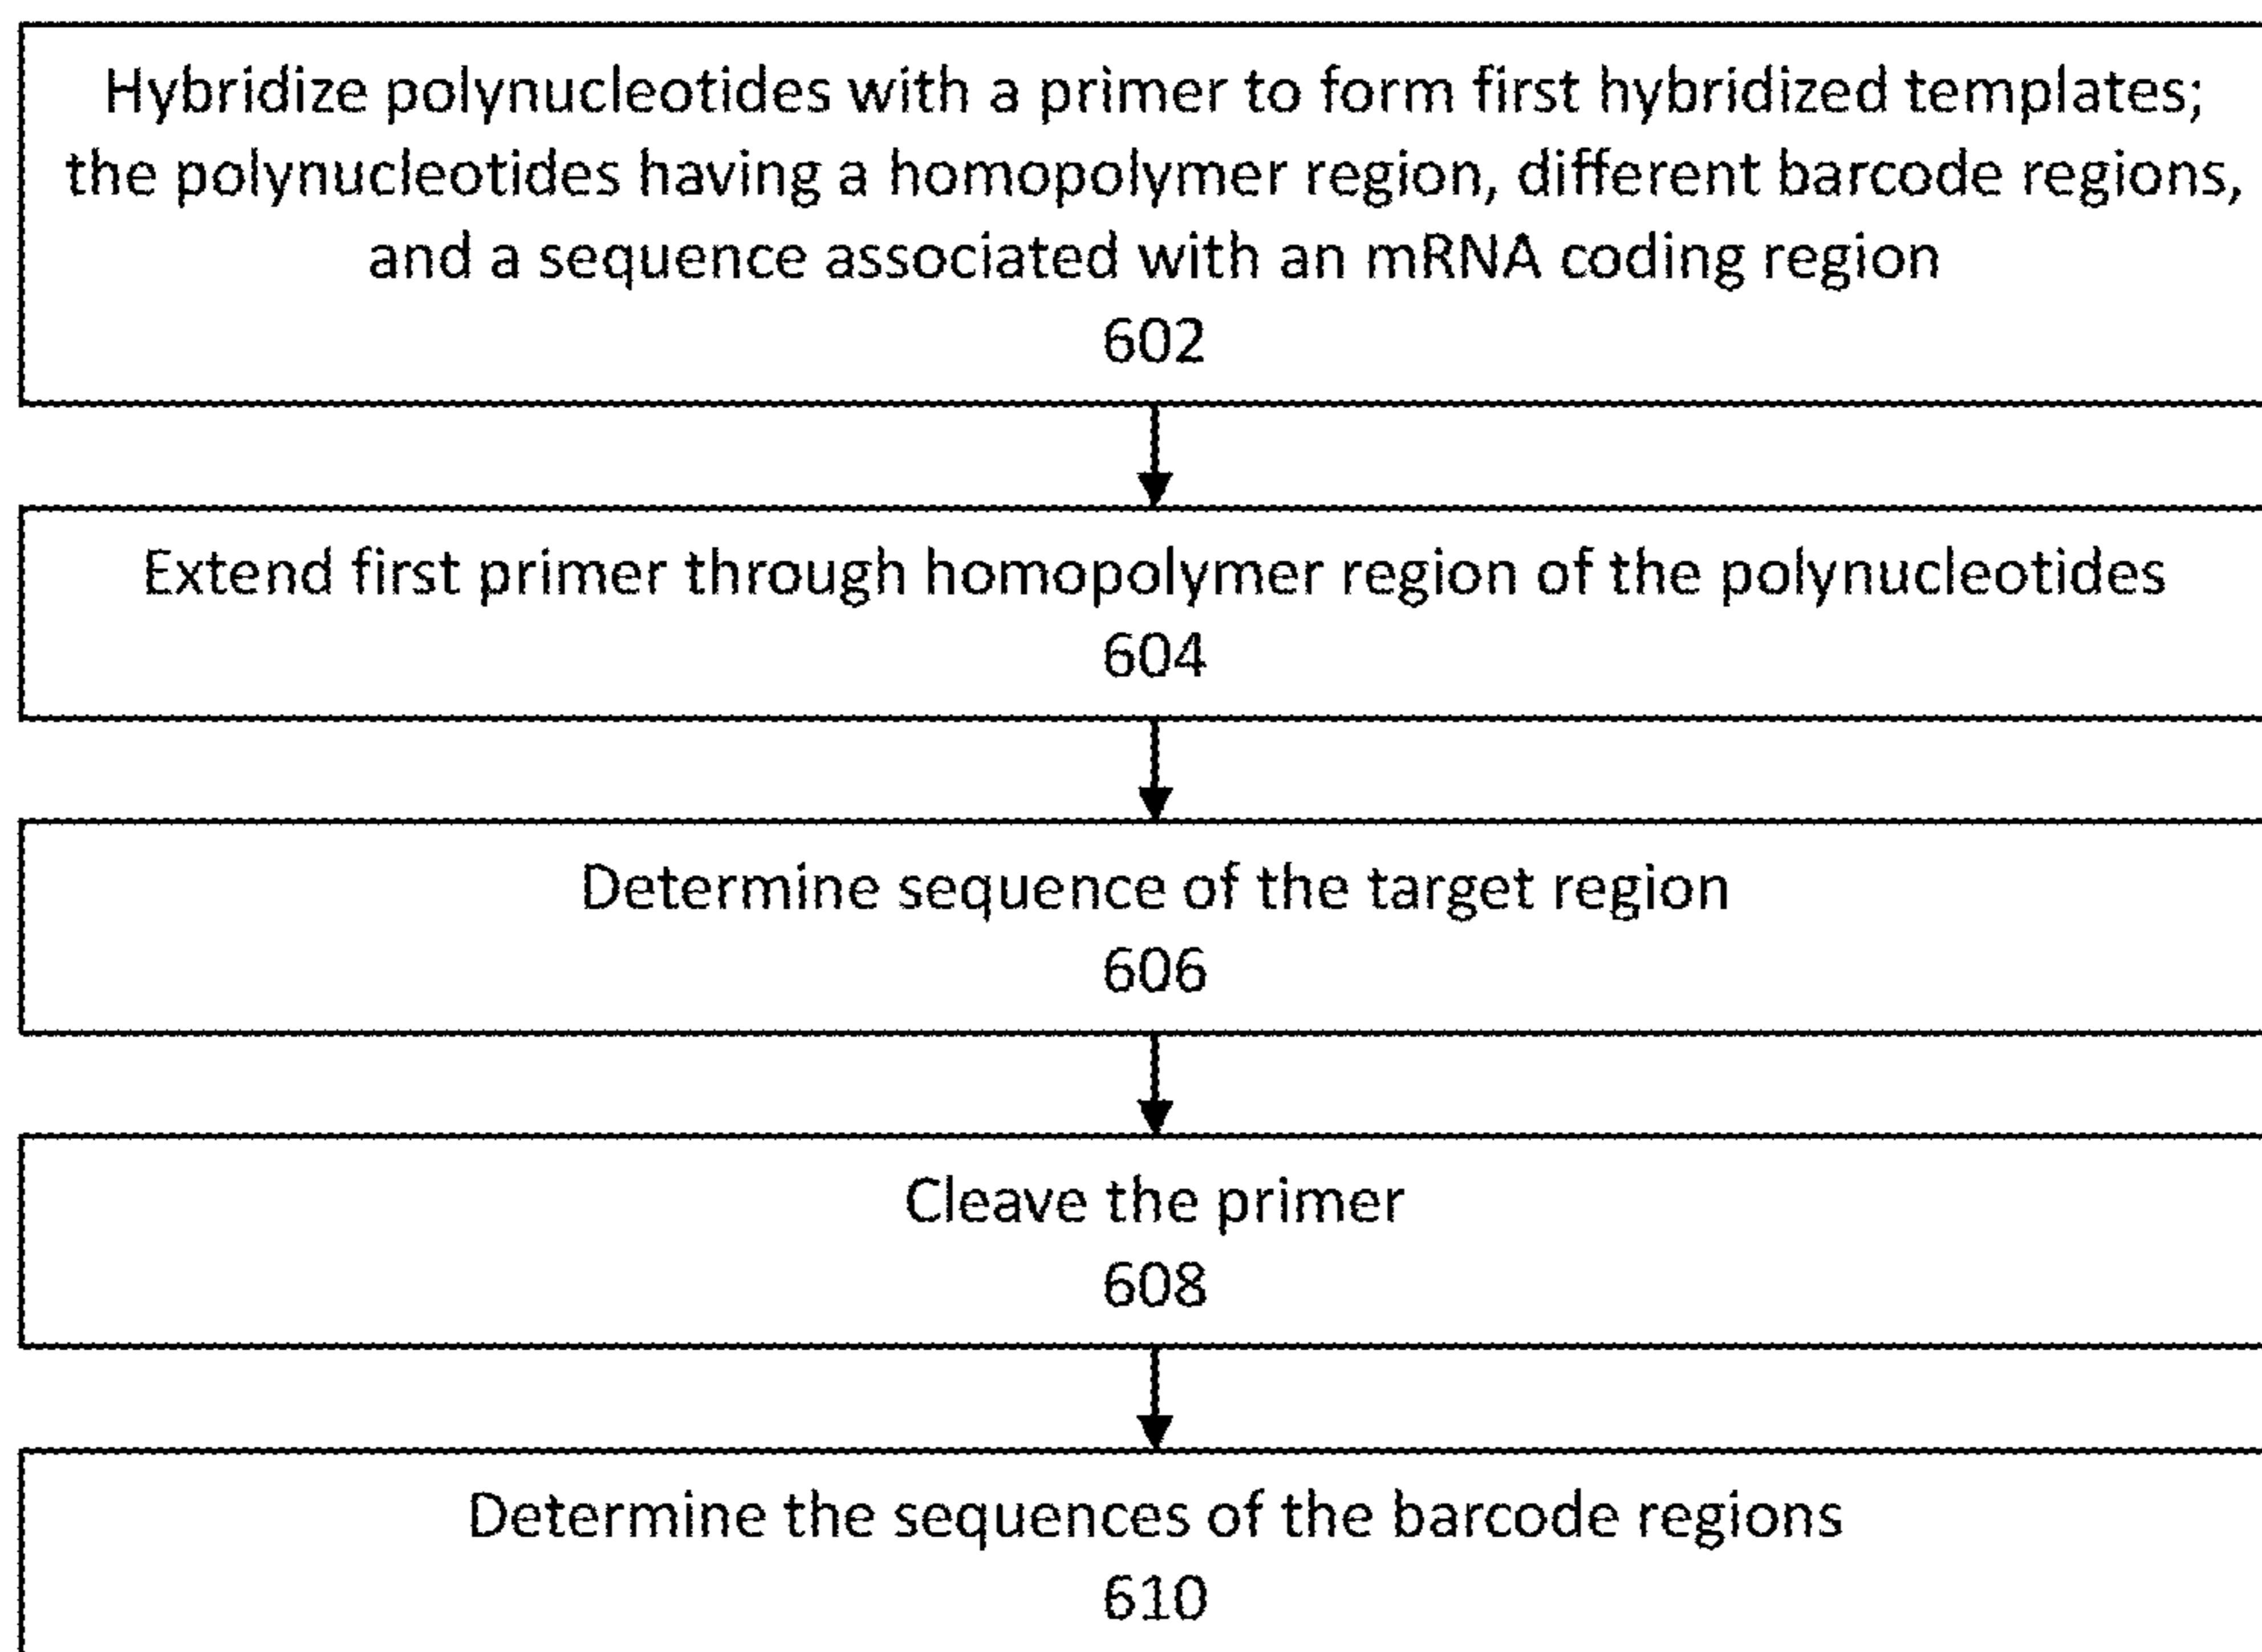 Hybridize polynucleotides with a primer to form first hybridized templates;
the polynucleotides having a homopolymer region, different barcode regions,
and a sequence associated with an mRNA coding region
602
Extend first primer through homopolymer region of the polynucleotides
604
Determine sequence of the target region
606
Cleave the primer
608
Determine the sequences of the barcode regions
610